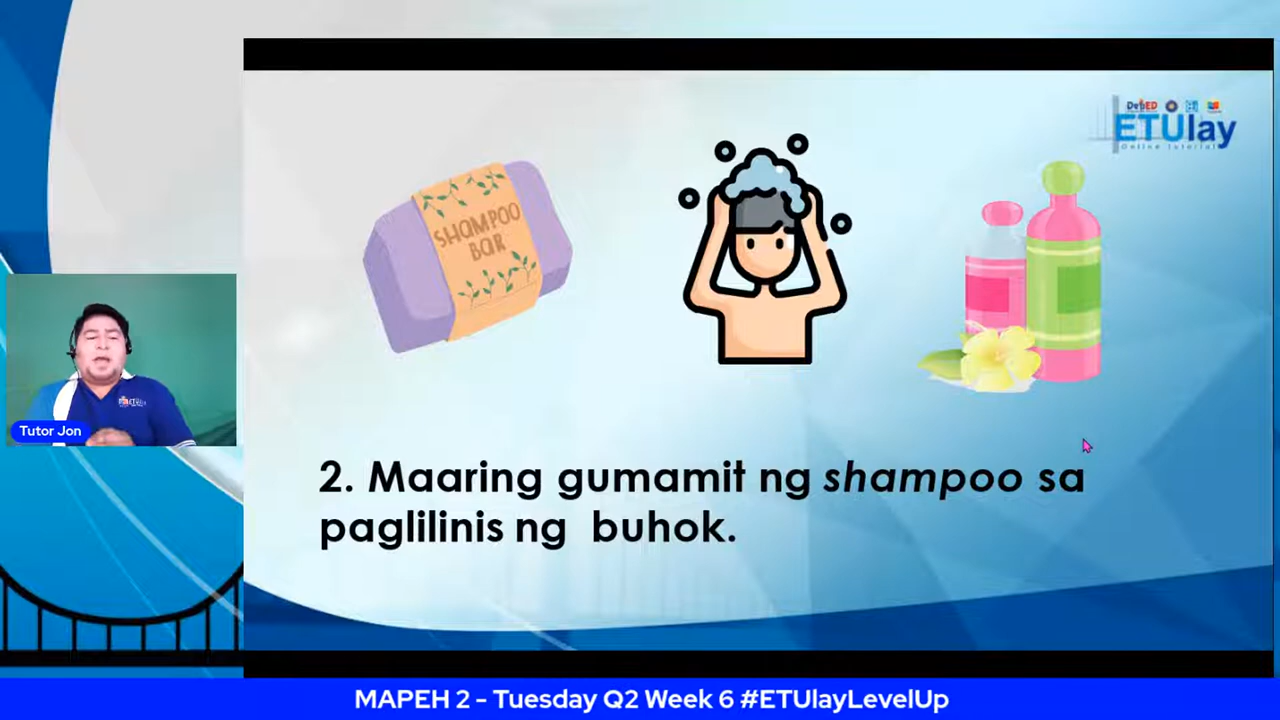 DepED
ETUlay
Online Tutorial
SHAMPOO
BAR
Tutor Jon
2. Maaring gumamit ng shampoo sa
paglilinis ng buhok.
MAPEH 2 - Tuesday Q2 Week 6 #ETUlayLevelUp